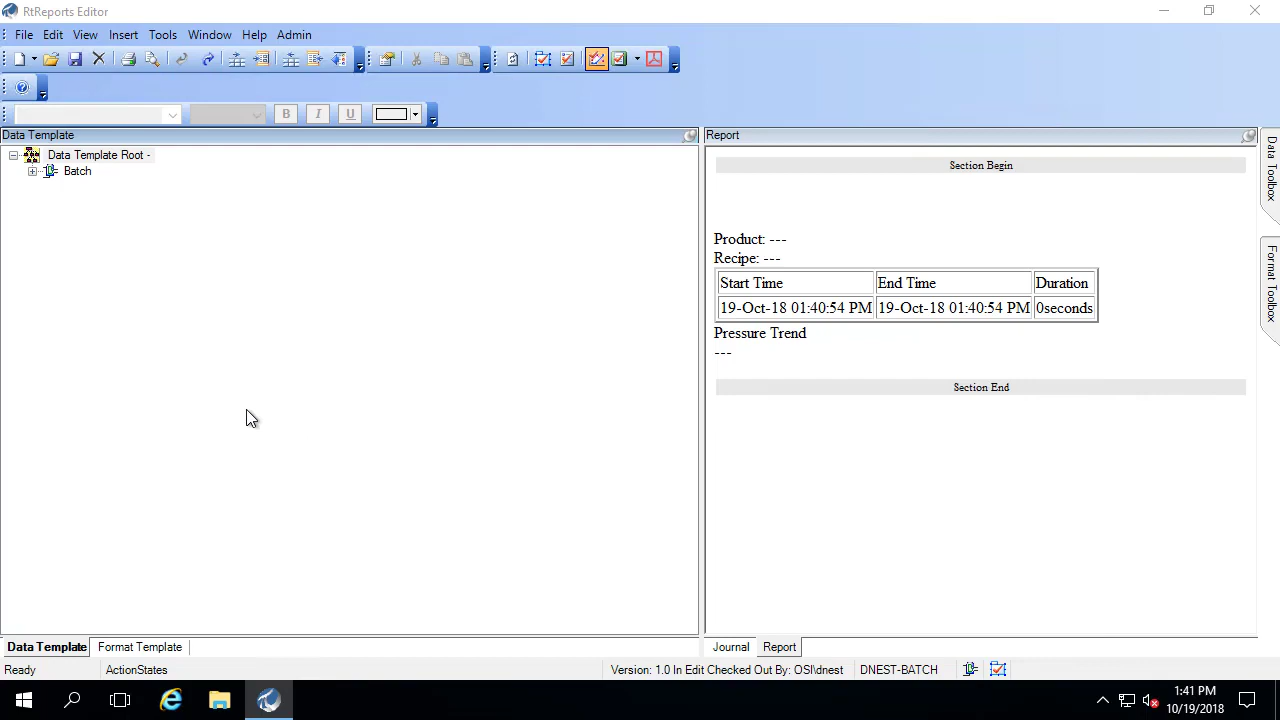 RtReports Editor
File Edit View Insert Tools Window Help Admin
B I U
Data Template
Report
Data Template Root -
Batch
Section Begin
Product: ---
Recipe: ---
Start Time End Time Duration
19-Oct-18 01:40:54 PM 19-Oct-18 01:40:54 PM 0seconds
Pressure Trend
---
Section End
Data Toolbox
Format Toolbox
Data Template Format Template
Journal Report
Ready ActionStates Version: 1.0 In Edit Checked Out By: OSI\dnest DNEST-BATCH
1:41 PM
10/19/2018